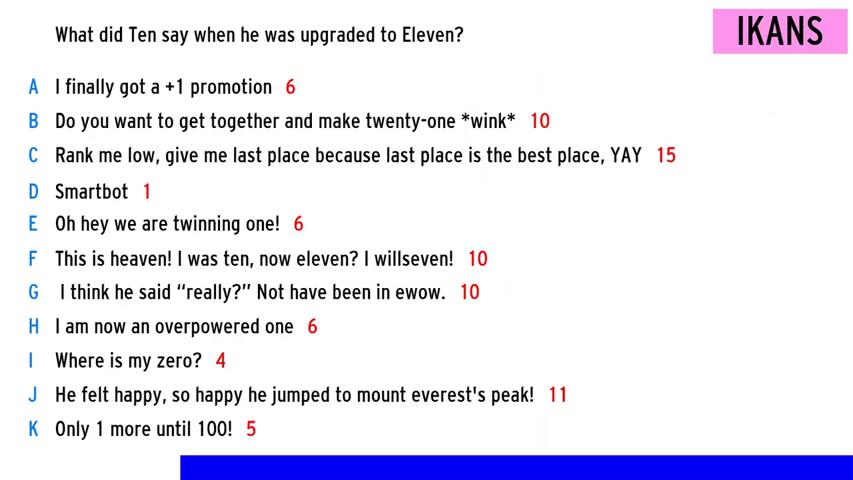 What did Ten say when he was upgraded to Eleven?
IKANS
A I finally got a +1 promotion 6
B Do you want to get together and make twenty-one *wink* 10
C Rank me low, give me last place because last place is the best place, YAY 15
D Smartbot 1
E Oh hey we are twinning one! 6
F This is heaven! I was ten, now eleven? I willseven! 10
G I think he said “really?” Not have been in ewow. 10
H I am now an overpowered one 6
I Where is my zero? 4
J He felt happy, so happy he jumped to mount everest's peak! 11
K Only 1 more until 100! 5